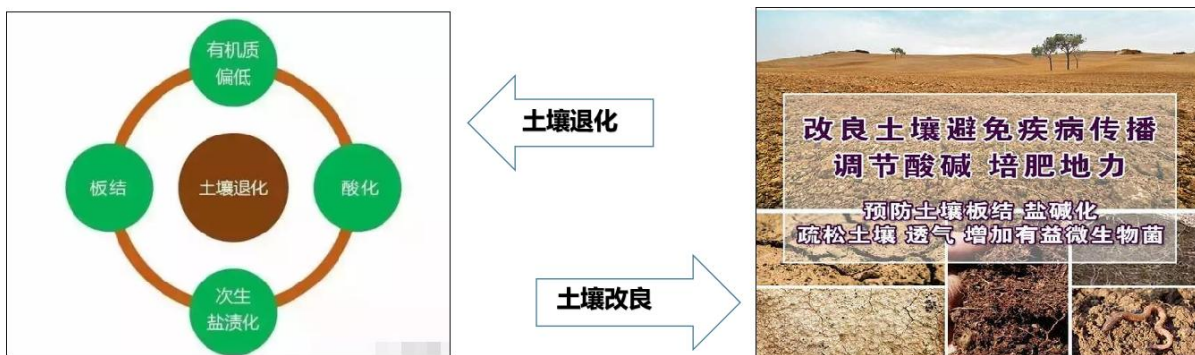 有机质
偏低
板结
土壤退化
酸化
次生
盐渍化
土壤退化
土壤改良
改良土壤避免疾病传播
调节酸碱 培肥地力
预防土壤板结 盐碱化
疏松土壤 透气 增加有益微生物菌